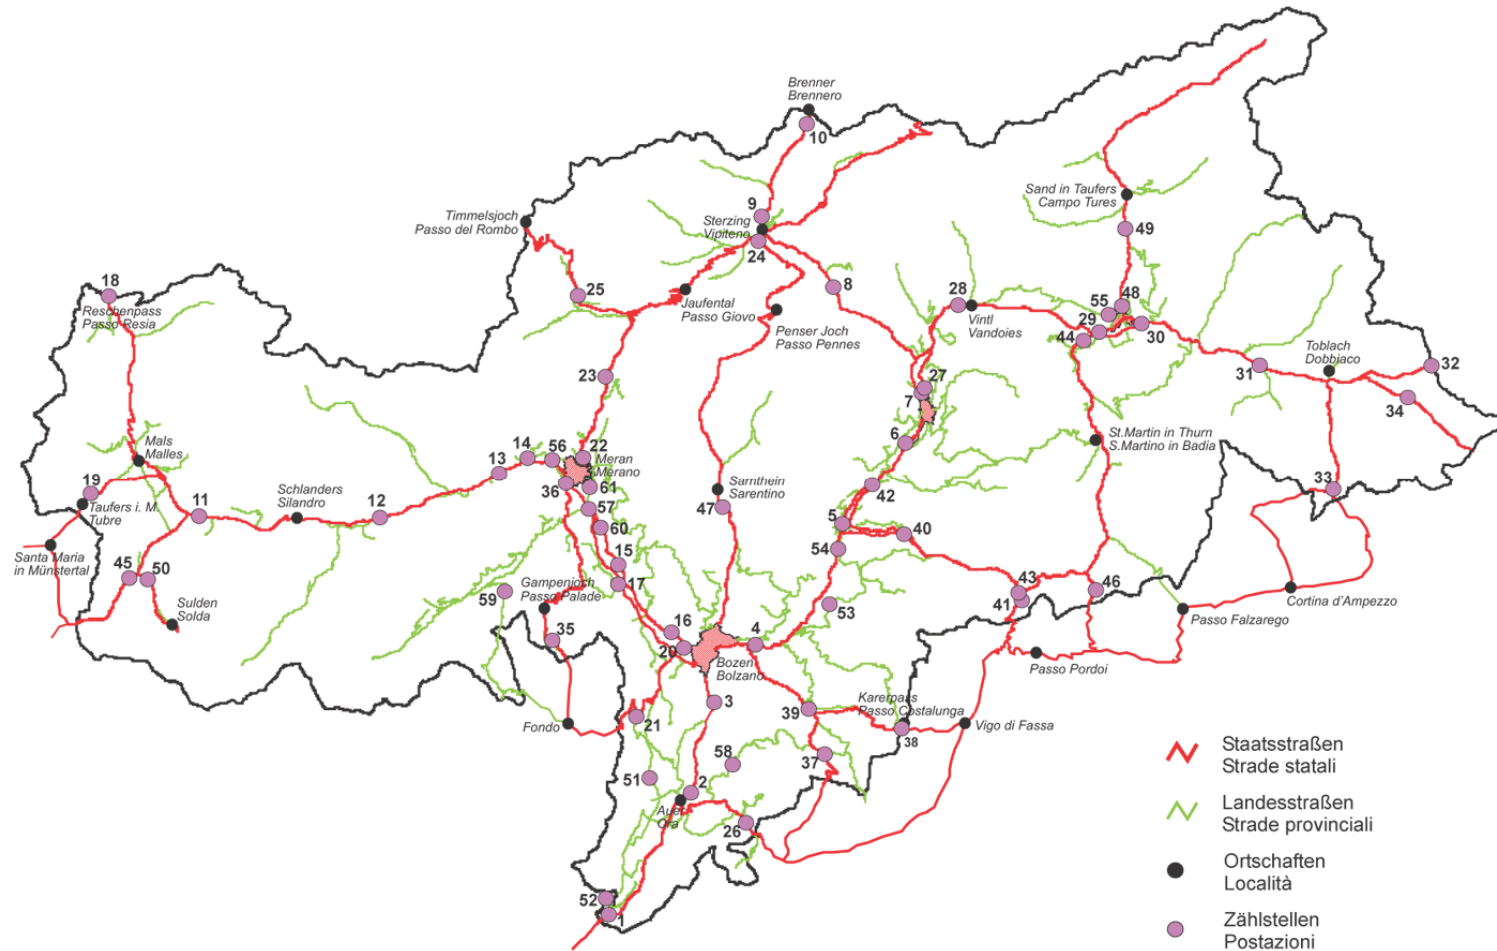 Brenner
Brennero
10
Sand in Taufers
Campo Tures
Timmelsjoch
Passo del Rombo
9
Sterzing
Vipiteno
24
49
18
Reschenpass
Passo Resia
25
Jaufental
Passo Giovo
8
Penser Joch
Passo Pennes
28
Vintl
Vandoies
55
48
29
44
30
31
Toblach
Dobbiaco
32
34
23
27
7
6
St.Martin in Thurn
S.Martino in Badia
Mals
Malles
14
56
22
13
Meran
Merano
36
61
19
Taufers i. M.
Tubre
11
Schlanders
Silandro
12
57
60
Sarnthein
Sarentino
47
42
5
40
54
33
Santa Maria
in Münstertal
45
50
Sulden
Solda
15
17
Gampenjoch
Passo Palade
59
35
16
20
4
53
43
41
46
Cortina d'Ampezzo
Passo Falzarego
Bozen
Bolzano
Passo Pordoi
3
21
Fondo
39
Karerpass
Passo Costalunga
38
Vigo di Fassa
37
58
51
2
Auer
Ora
26
52
1
Staatsstraßen
Strade statali
Landesstraßen
Strade provinciali
Ortschaften
Località
Zählstellen
Postazioni